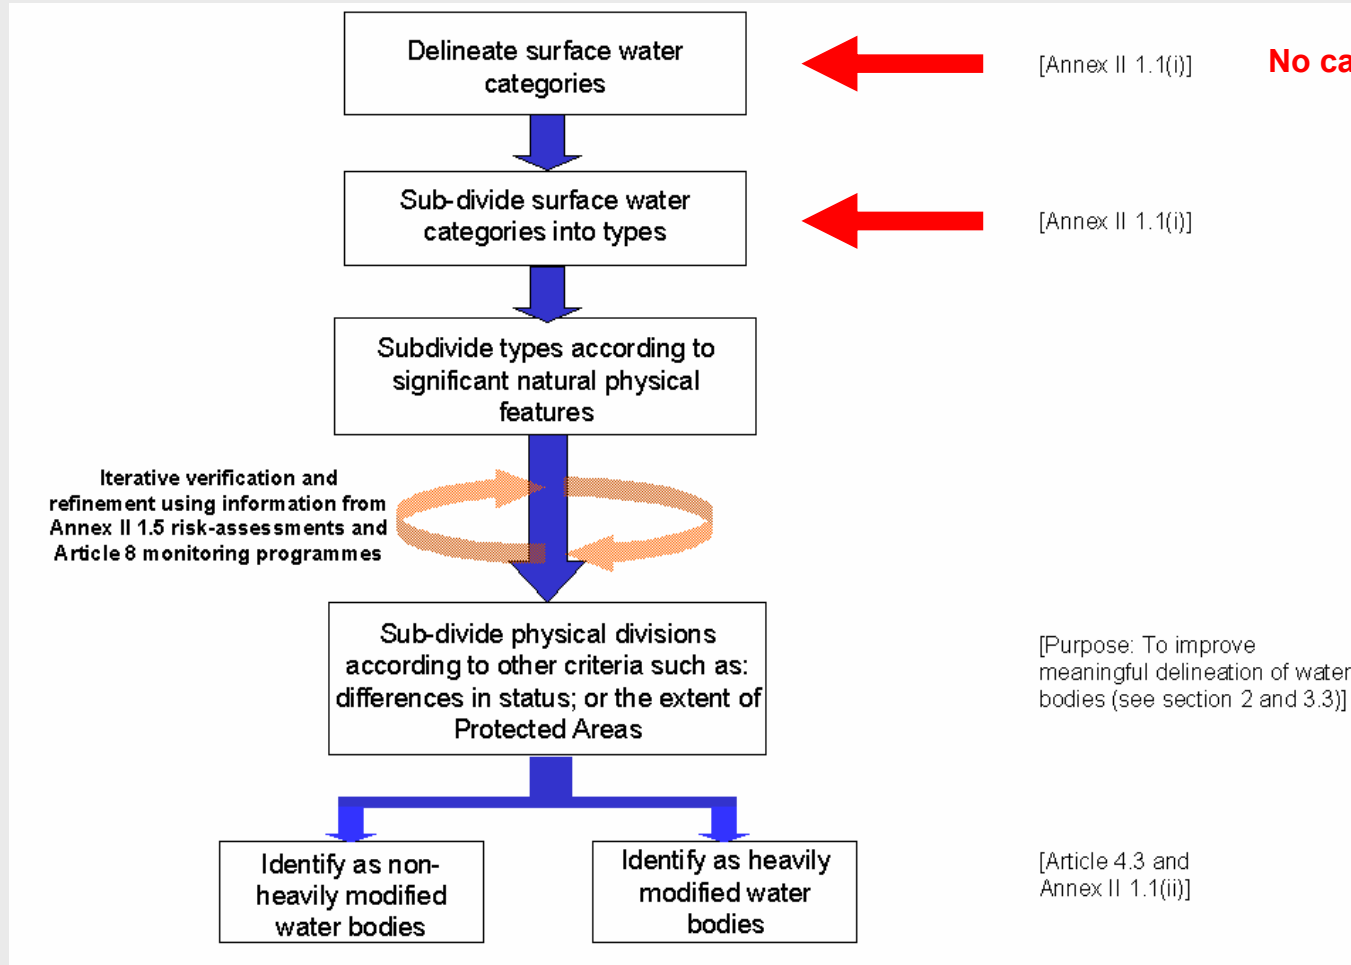 Delineate surface water
categories
[Annex II 1.1(i)]
No ca
Sub-divide surface water
categories into types
[Annex II 1.1(i)]
Subdivide types according to
significant natural physical
features
Iterative verification and
refinement using information from
Annex II 1.5 risk-assessments and
Article 8 monitoring programmes
Sub-divide physical divisions
according to other criteria such as:
differences in status; or the extent of
Protected Areas
[Purpose: To improve
meaningful delineation of water
bodies (see section 2 and 3.3)]
Identify as non-
heavily modified
water bodies
Identify as heavily
modified water
bodies
[Article 4.3 and
Annex II 1.1(ii)]